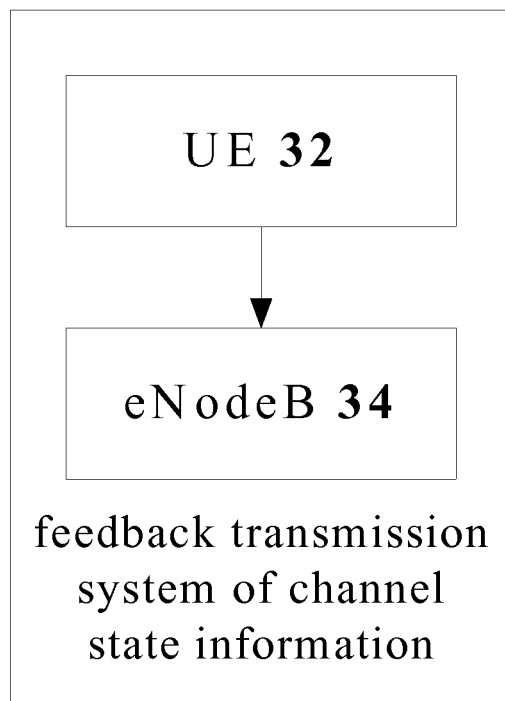 UE 32
eNodeB 34
feedback transmission
system of channel
state information